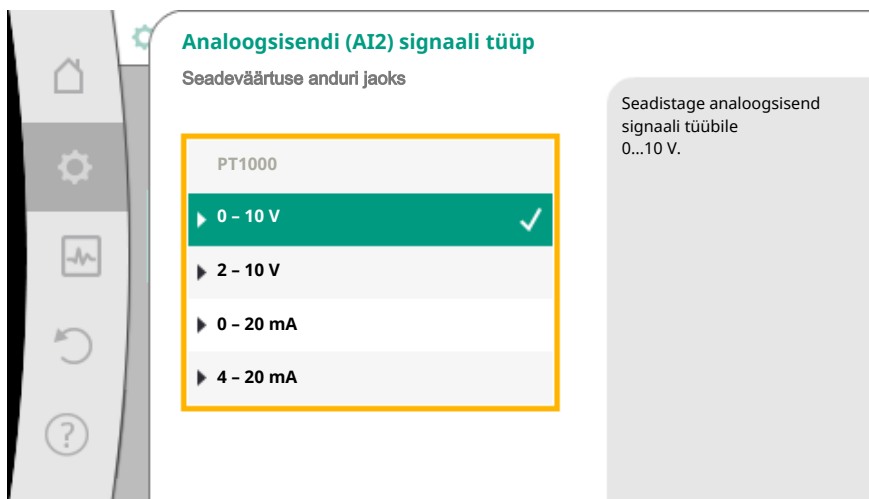 Analoogsisendi (AI2) signaali tüüp
Seadeväärtuse anduri jaoks
PT1000
0 – 10 V
2 – 10 V
0 – 20 mA
4 – 20 mA
Seadistage analoogsisend
signaali tüübile
0...10 V.
?